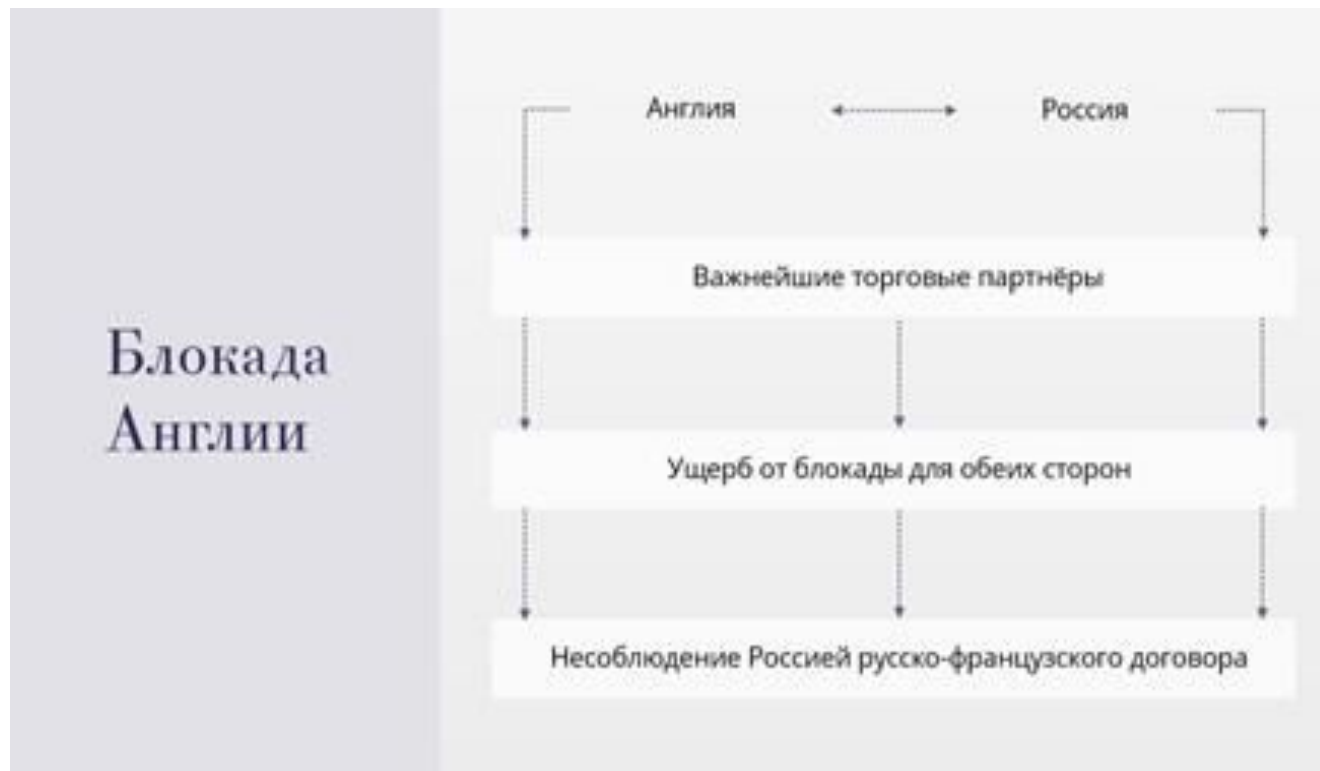 Блокада
Англии
Англия
Россия
Важнейшие торговые партнёры
Ущерб от блокады для обеих сторон
Несоблюдение Россией русско-французского договора